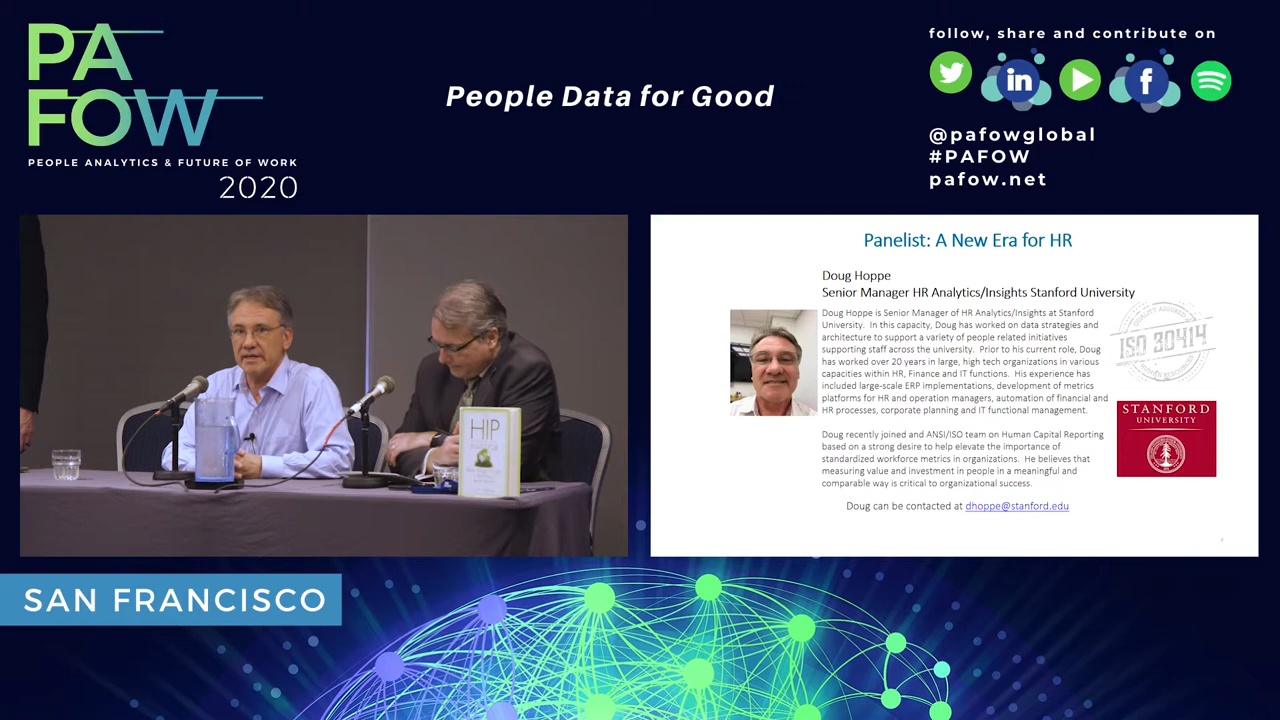 PA
FOW
PEOPLE ANALYTICS & FUTURE OF WORK
2020
People Data for Good
follow, share and contribute on
@pafowglobal
#PAFOW
pafow.net
HIP
Panelist: A New Era for HR
Doug Hoppe
Senior Manager HR Analytics/Insights Stanford University
Doug Hoppe is Senior Manager of HR Analytics/Insights at Stanford
University. In this capacity, Doug has worked on data strategies and
architecture to support a variety of people related initiatives
supporting staff across the university. Prior to his current role, Doug
has worked over 20 years in large, high tech organizations in various
capacities within HR, Finance and IT functions. His experience has
included large-scale ERP implementations, development of metrics
platforms for HR and operation managers, automation of financial and
HR processes, corporate planning and IT functional management.
Doug recently joined and ANSI/ISO team on Human Capital Reporting
based on a strong desire to help elevate the importance of
standardized workforce metrics in organizations. He believes that
measuring value and investment in people in a meaningful and
comparable way is critical to organizational success.
Doug can be contacted at dhoppe@stanford.edu
QUALITY ASSURED
ISO 30414
STANFORD
UNIVERSITY
SAN FRANCISCO